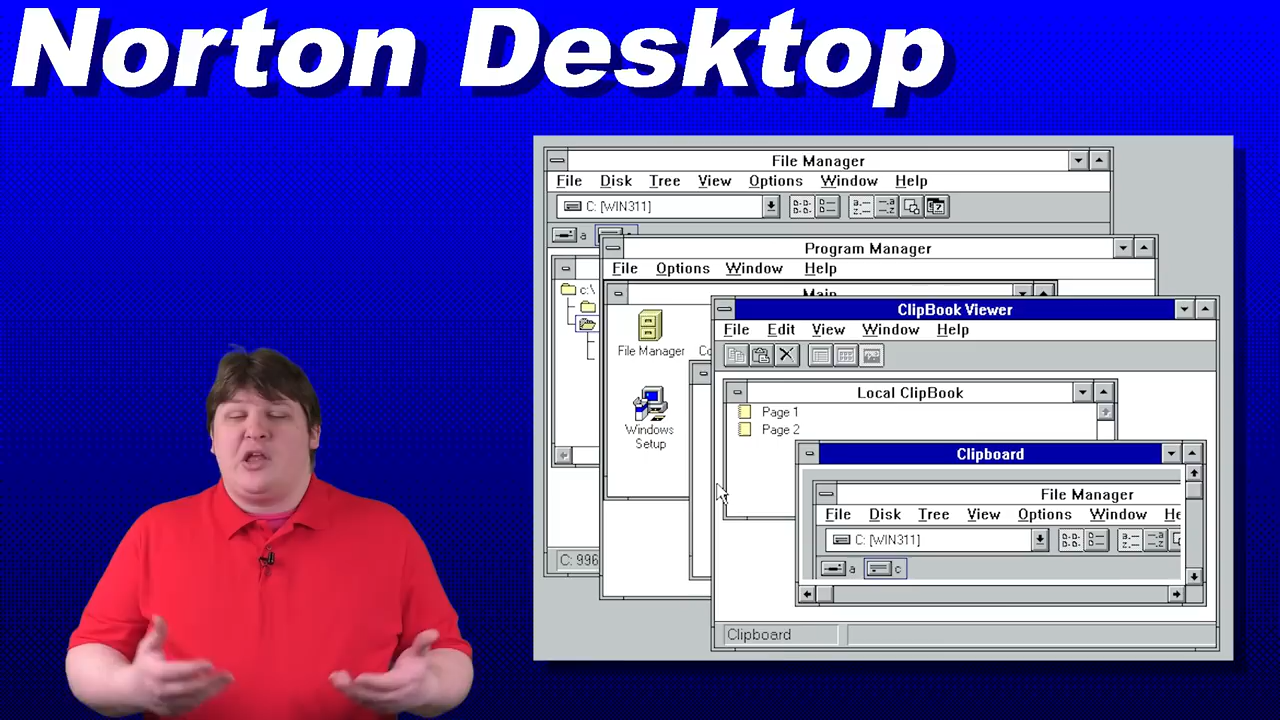 Norton Desktop
File Manager
File Disk Tree View Options Window Help
C: [WIN311]
a
Program Manager
File Options Window Help
c:\
Main
File Manager
Windows
Setup
C: 996
ClipBook Viewer
File Edit View Window Help
Local ClipBook
Page 1
Page 2
Clipboard
File Manager
File Disk Tree View Options Window He
C: [WIN311]
a c
Clipboard